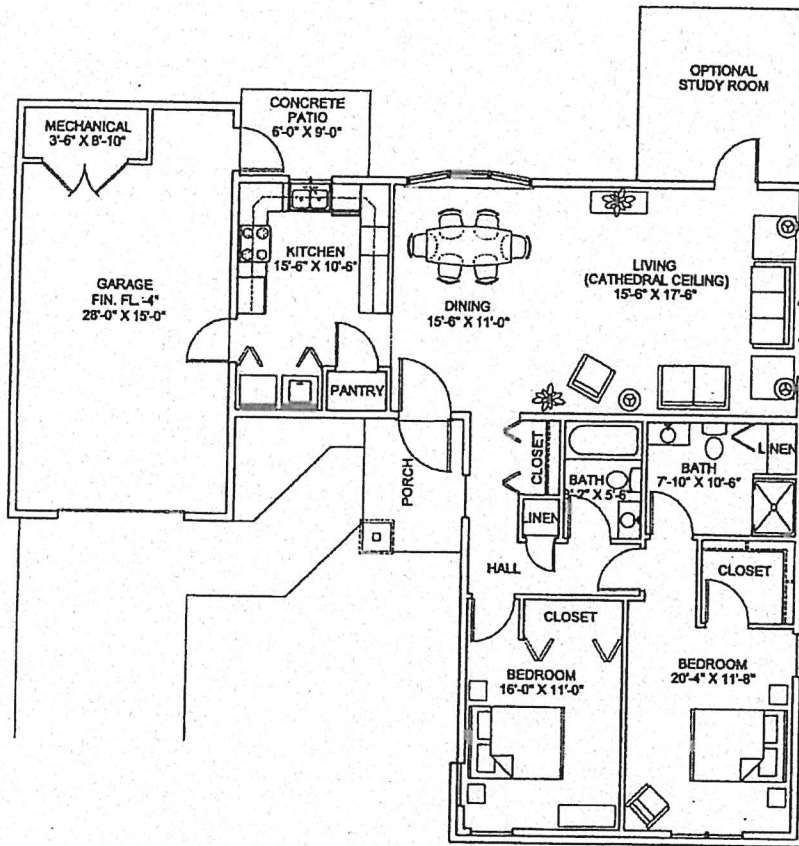 OPTIONAL
STUDY ROOM
CONCRETE
PATIO
6'-0" X 9'-0"
MECHANICAL
3'-6" X 8'-10"
KITCHEN
15'-6" X 10'-6"
GARAGE
FIN. FL. -4"
28'-0" X 15'-0"
LIVING
(CATHEDRAL CEILING)
15'-6" X 17'-6"
DINING
15'-6" X 11'-0"
PANTRY
PORCH
CLOSET
LINEN
BATH
BATH
7'-10" X 10'-6"
LINEN
HALL
CLOSET
CLOSET
BEDROOM
16'-0" X 11'-0"
BEDROOM
20'-4" X 11'-8"